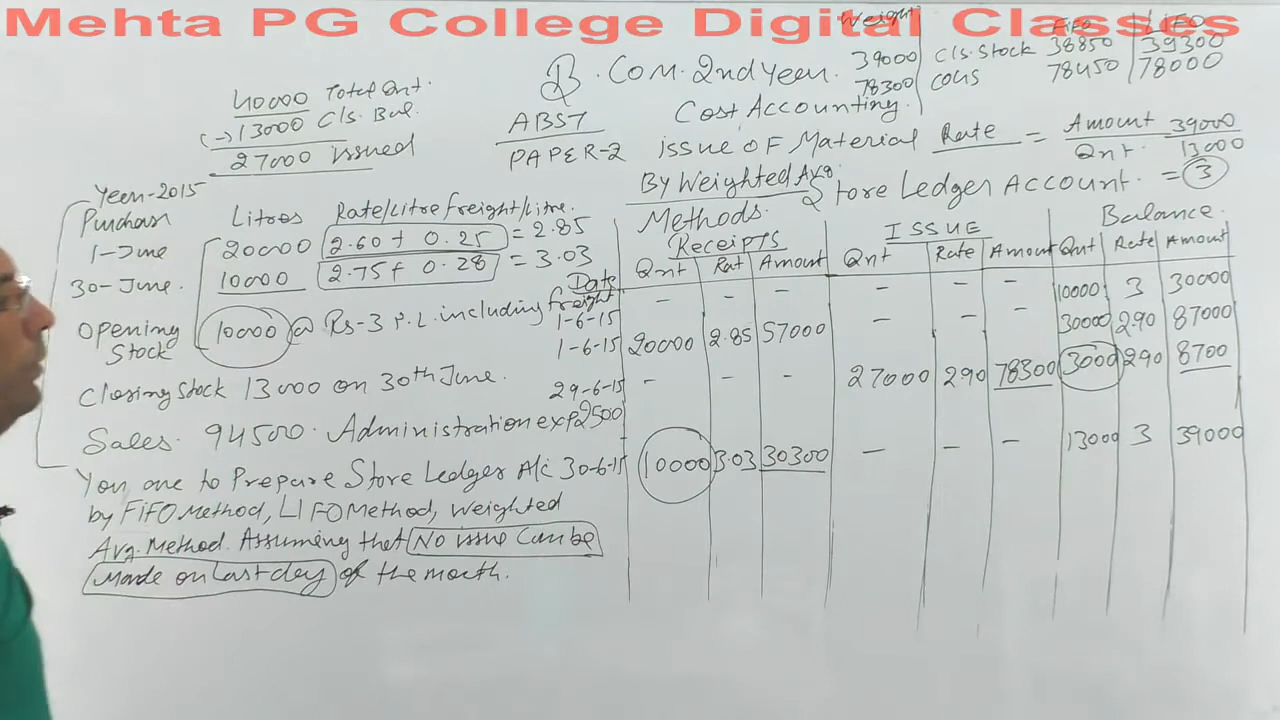 Mehta PG College Digital Classes
Weight FIFO LIFO
39000 Cls. Stock 38850 39300
78300 cons 78450 78000
B. Com. 2nd Year.
Cost Accounting.
ABST
PAPER-2
40000 Total Qnt.
(-) 13000 Cls. Bal.
27000 issued
issue of Material Rate = Amount 39000
Qnt. 13000
= 3
By Weighted Avg. Store Ledger Account.
Methods.
Year-2015
Purchase Litres Rate/Litre freight/Litre.
1-June 20000 2.60 + 0.25 = 2.85
30-June. 10000 2.75 + 0.28 = 3.03
Opening Stock 10000 @ Rs-3 P.L. including freight
Closing Stock 13000 on 30th June.
Sales. 94500. Administration exp 2500
You are to Prepare Store Ledger A/c
by FiFO Method, LIFO Method, weighted
Avg. Method. Assuming that No issue Can be
Made on Last day of the month.
Receipts ISSUE Balance.
Date Qnt Rat Amount Qnt Rate Amount Qnt Rate Amount
1-6-15 - - - - - - 10000 3 30000
1-6-15 20000 2.85 57000 - - - 30000 2.90 87000
29-6-15 - - - 27000 2.90 78300 3000 2.90 8700
30-6-15 10000 3.03 30300 - - - 13000 3 39000